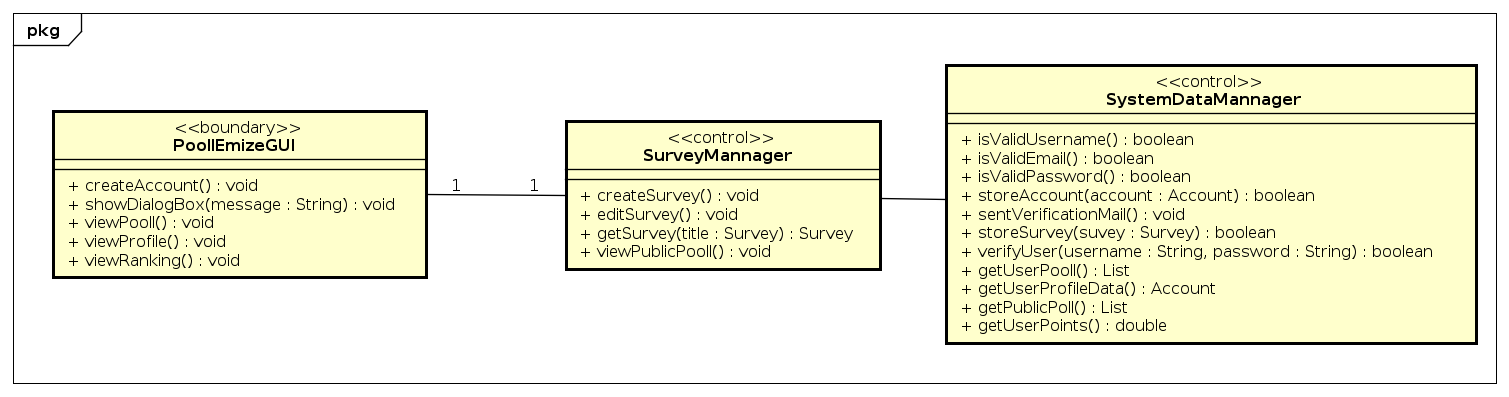 pkg
<<boundary>>
PoollEmizeGUI
+ createAccount() : void
+ showDialogBox(message : String) : void
+ viewPooll() : void
+ viewProfile() : void
+ viewRanking() : void
1
1
<<control>>
SurveyMannager
+ createSurvey() : void
+ editSurvey() : void
+ getSurvey(title : Survey) : Survey
+ viewPublicPooll() : void
<<control>>
SystemDataMannager
+ isValidUsername() : boolean
+ isValidEmail() : boolean
+ isValidPassword() : boolean
+ storeAccount(account : Account) : boolean
+ sentVerificationMail() : void
+ storeSurvey(suvey : Survey) : boolean
+ verifyUser(username : String, password : String) : boolean
+ getUserPooll() : List
+ getUserProfileData() : Account
+ getPublicPoll() : List
+ getUserPoints() : double